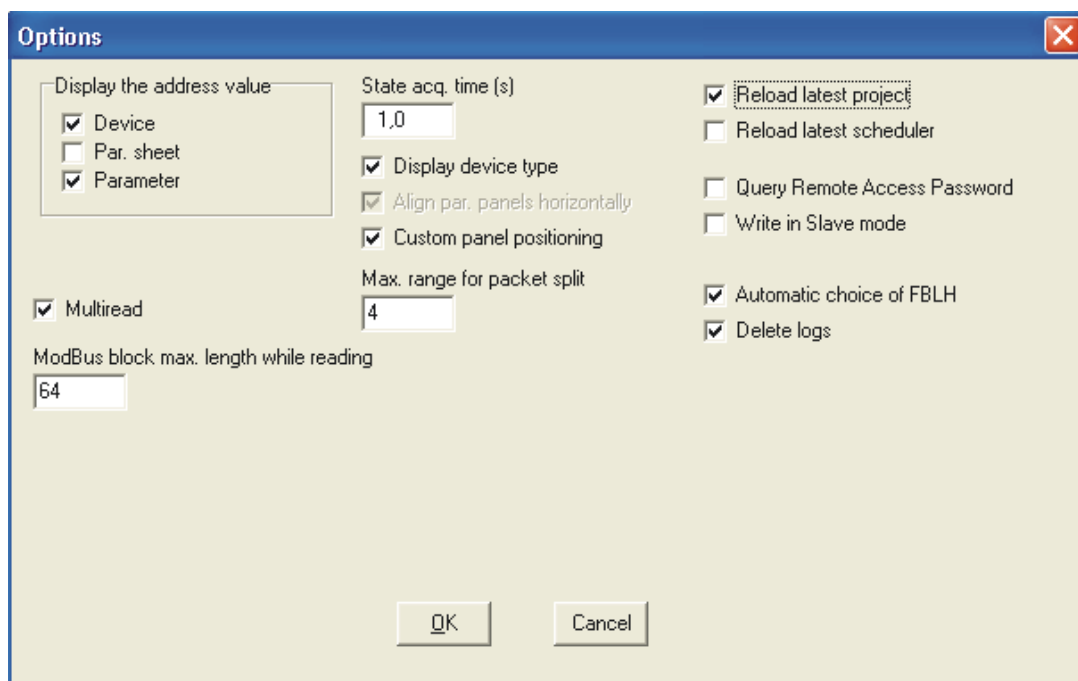 Options
Display the address value
Device
Par. sheet
Parameter
Multiread
ModBus block max. length while reading
64
State acq. time (s)
1,0
Display device type
Align par. panels horizontally
Custom panel positioning
Max. range for packet split
4
Reload latest project
Reload latest scheduler
Query Remote Access Password
Write in Slave mode
Automatic choice of FBLH
Delete logs
OK
Cancel